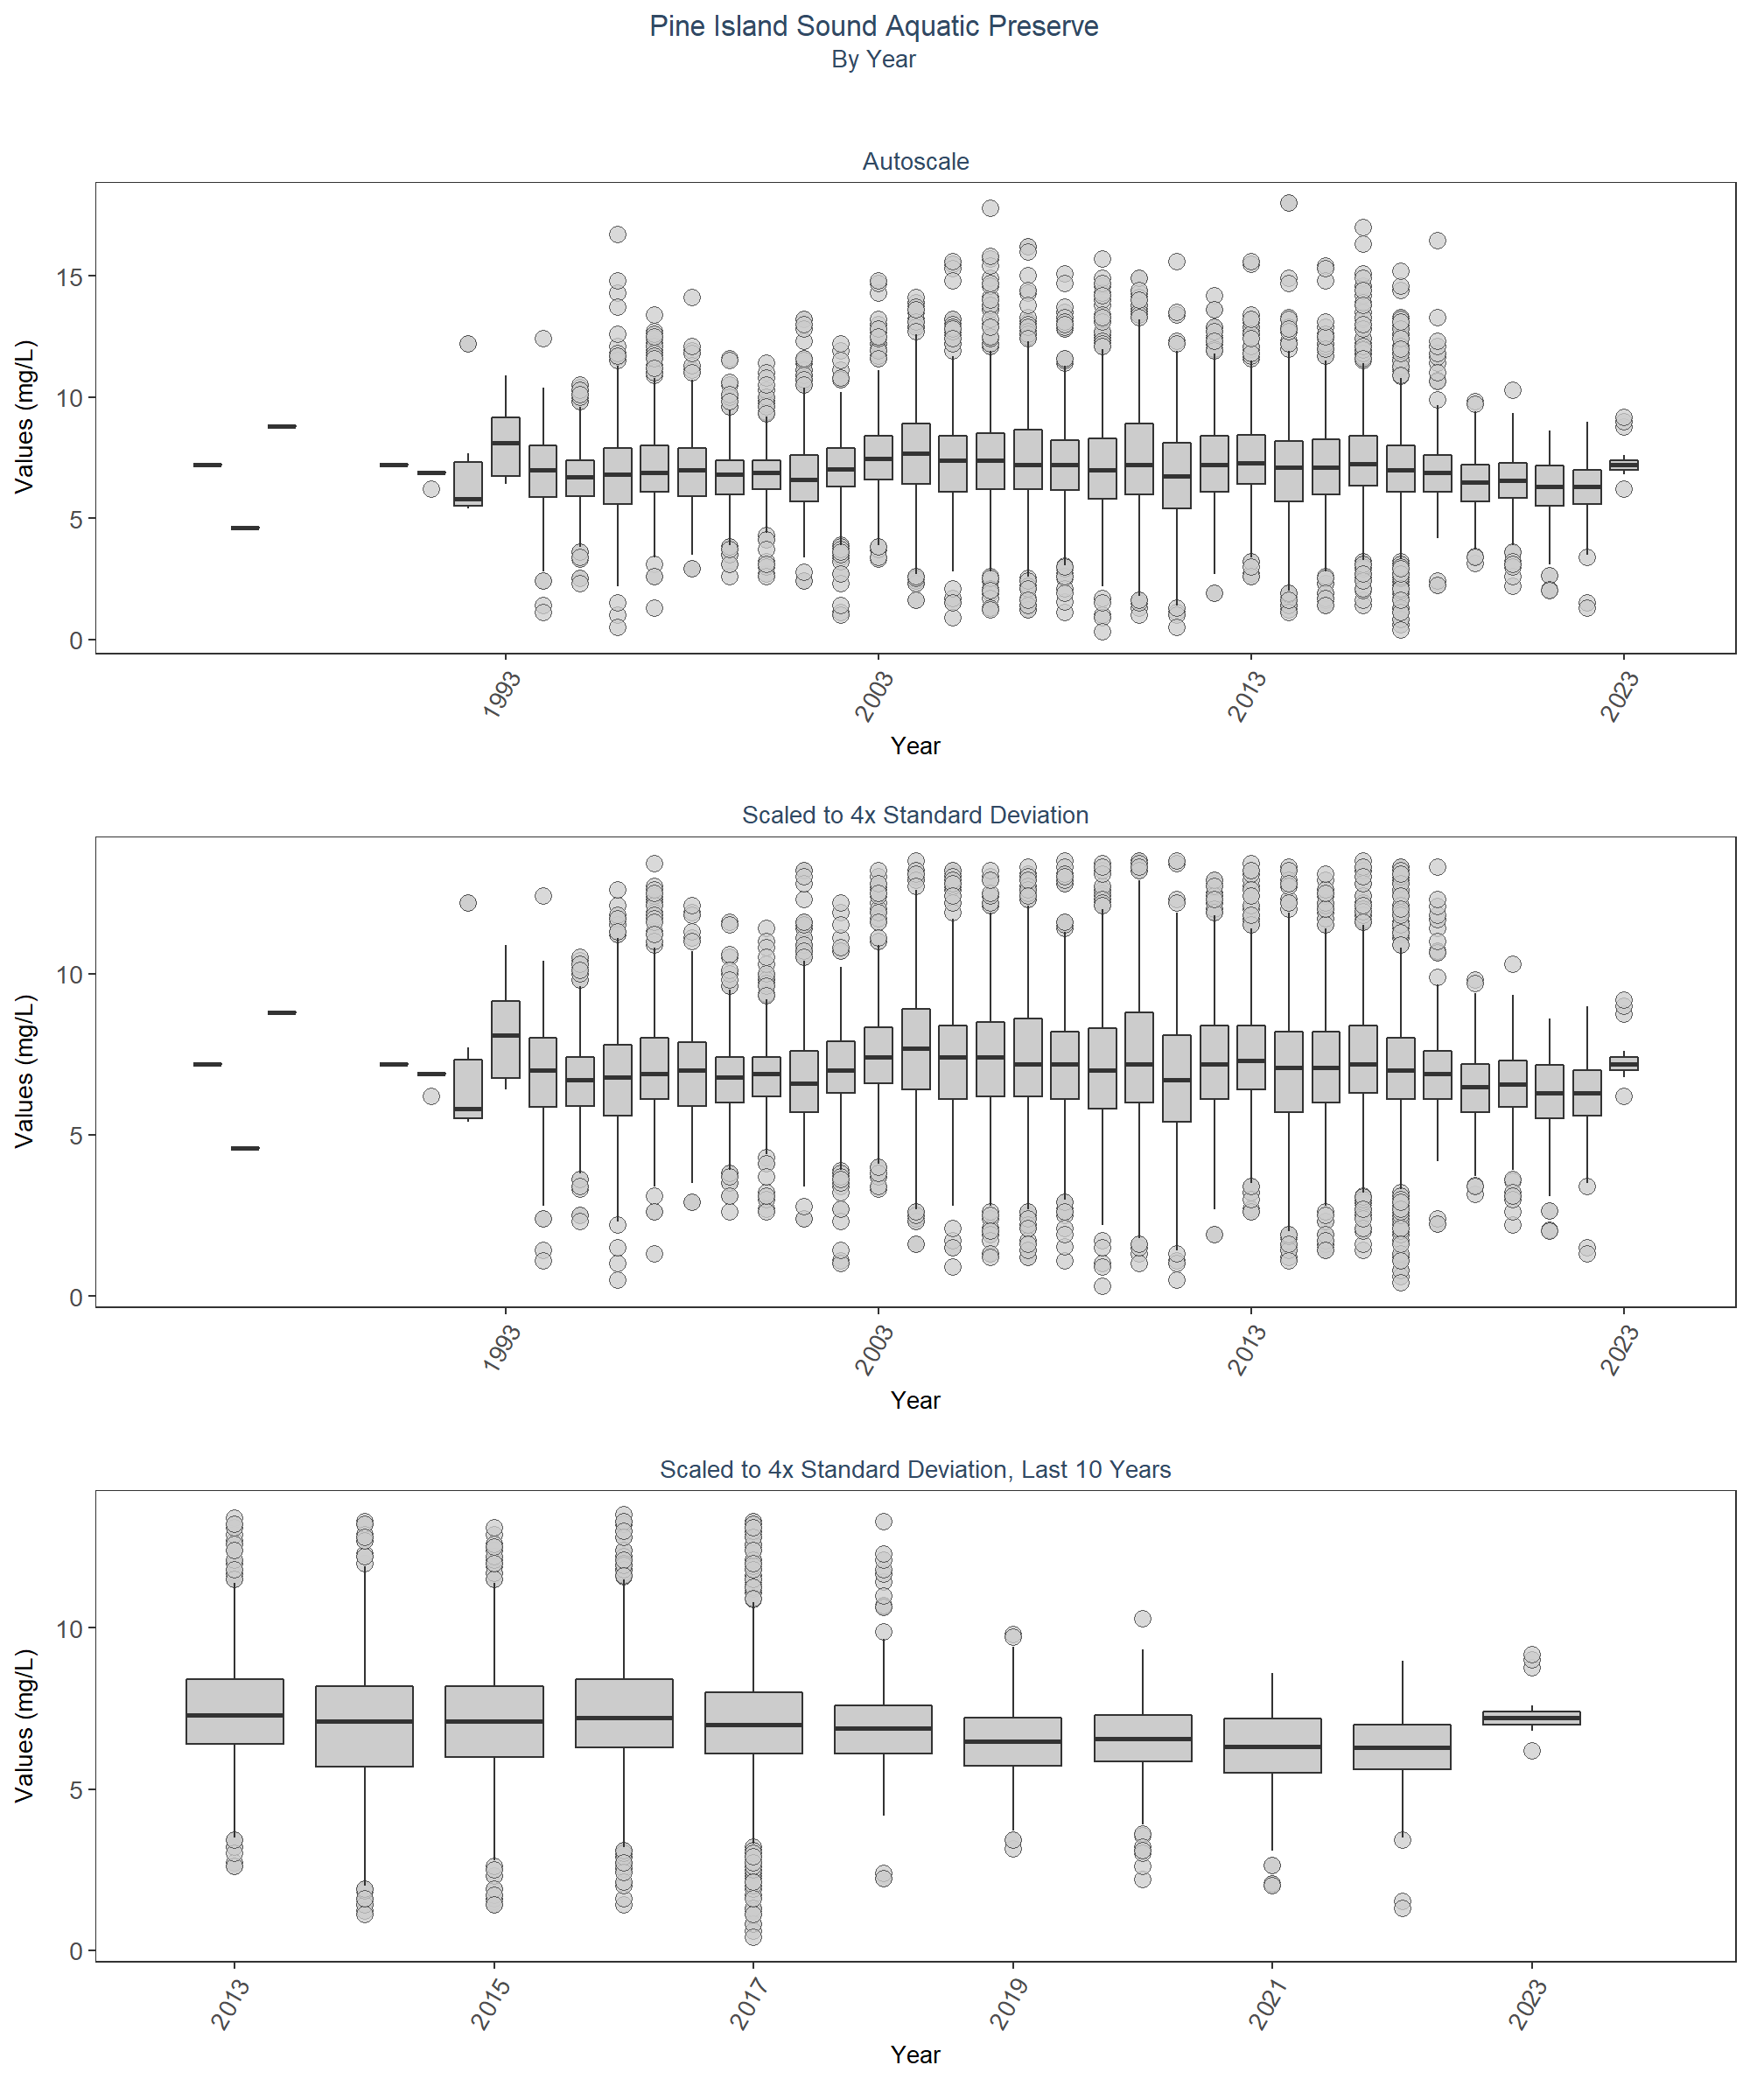 Pine Island Sound Aquatic Preserve
By Year
Autoscale
Values (mg/L)
15
10
5
0
1993
2003
2013
2023
Year
Scaled to 4x Standard Deviation
Values (mg/L)
10
5
0
1993
2003
2013
2023
Year
Scaled to 4x Standard Deviation, Last 10 Years
Values (mg/L)
10
5
0
2013
2015
2017
2019
2021
2023
Year